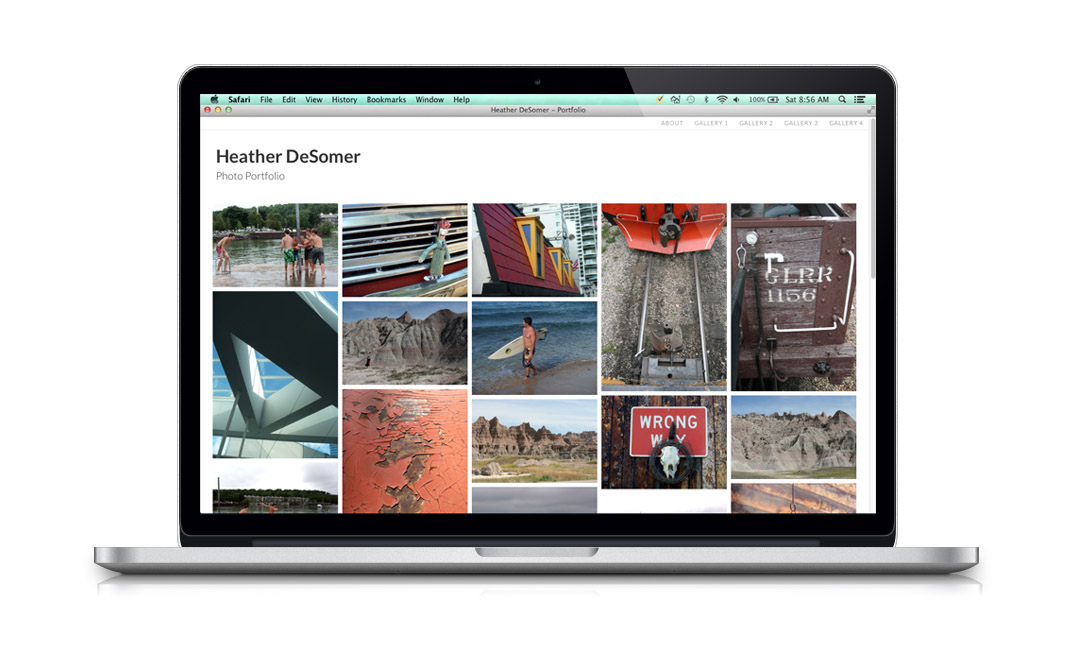 Safari File Edit View History Bookmarks Window Help 100% Sat 8:56 AM
Heather DeSomer – Portfolio
ABOUT GALLERY 1 GALLERY 2 GALLERY 3 GALLERY 4
Heather DeSomer
Photo Portfolio
GLRR
1156
WRONG
WAY